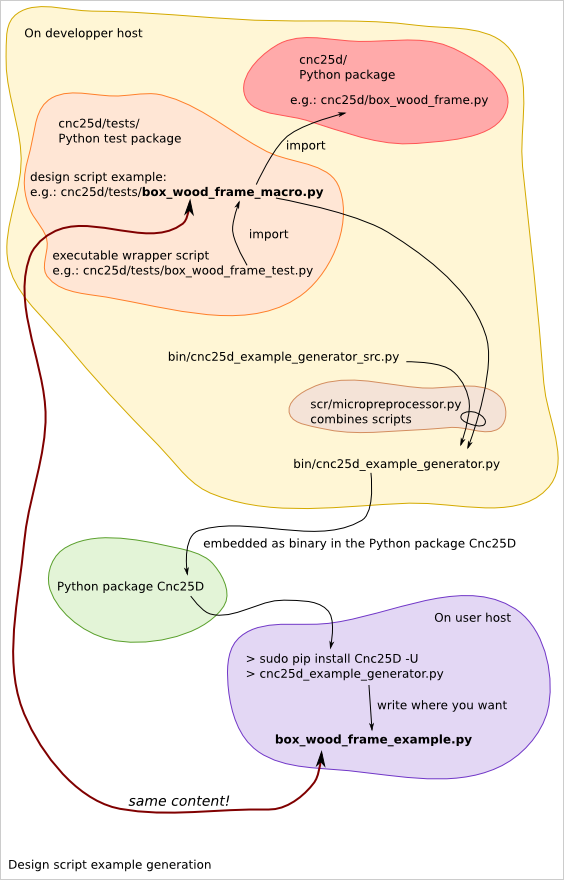 On developper host
cnc25d/
Python package
e.g.: cnc25d/box_wood_frame.py
cnc25d/tests/
Python test package
import
design script example:
e.g.: cnc25d/tests/box_wood_frame_macro.py
import
executable wrapper script
e.g.: cnc25d/tests/box_wood_frame_test.py
bin/cnc25d_example_generator_src.py
scr/micropreprocessor.py
combines scripts
bin/cnc25d_example_generator.py
embedded as binary in the Python package Cnc25D
Python package Cnc25D
On user host
> sudo pip install Cnc25D -U
> cnc25d_example_generator.py
write where you want
box_wood_frame_example.py
same content!
Design script example generation